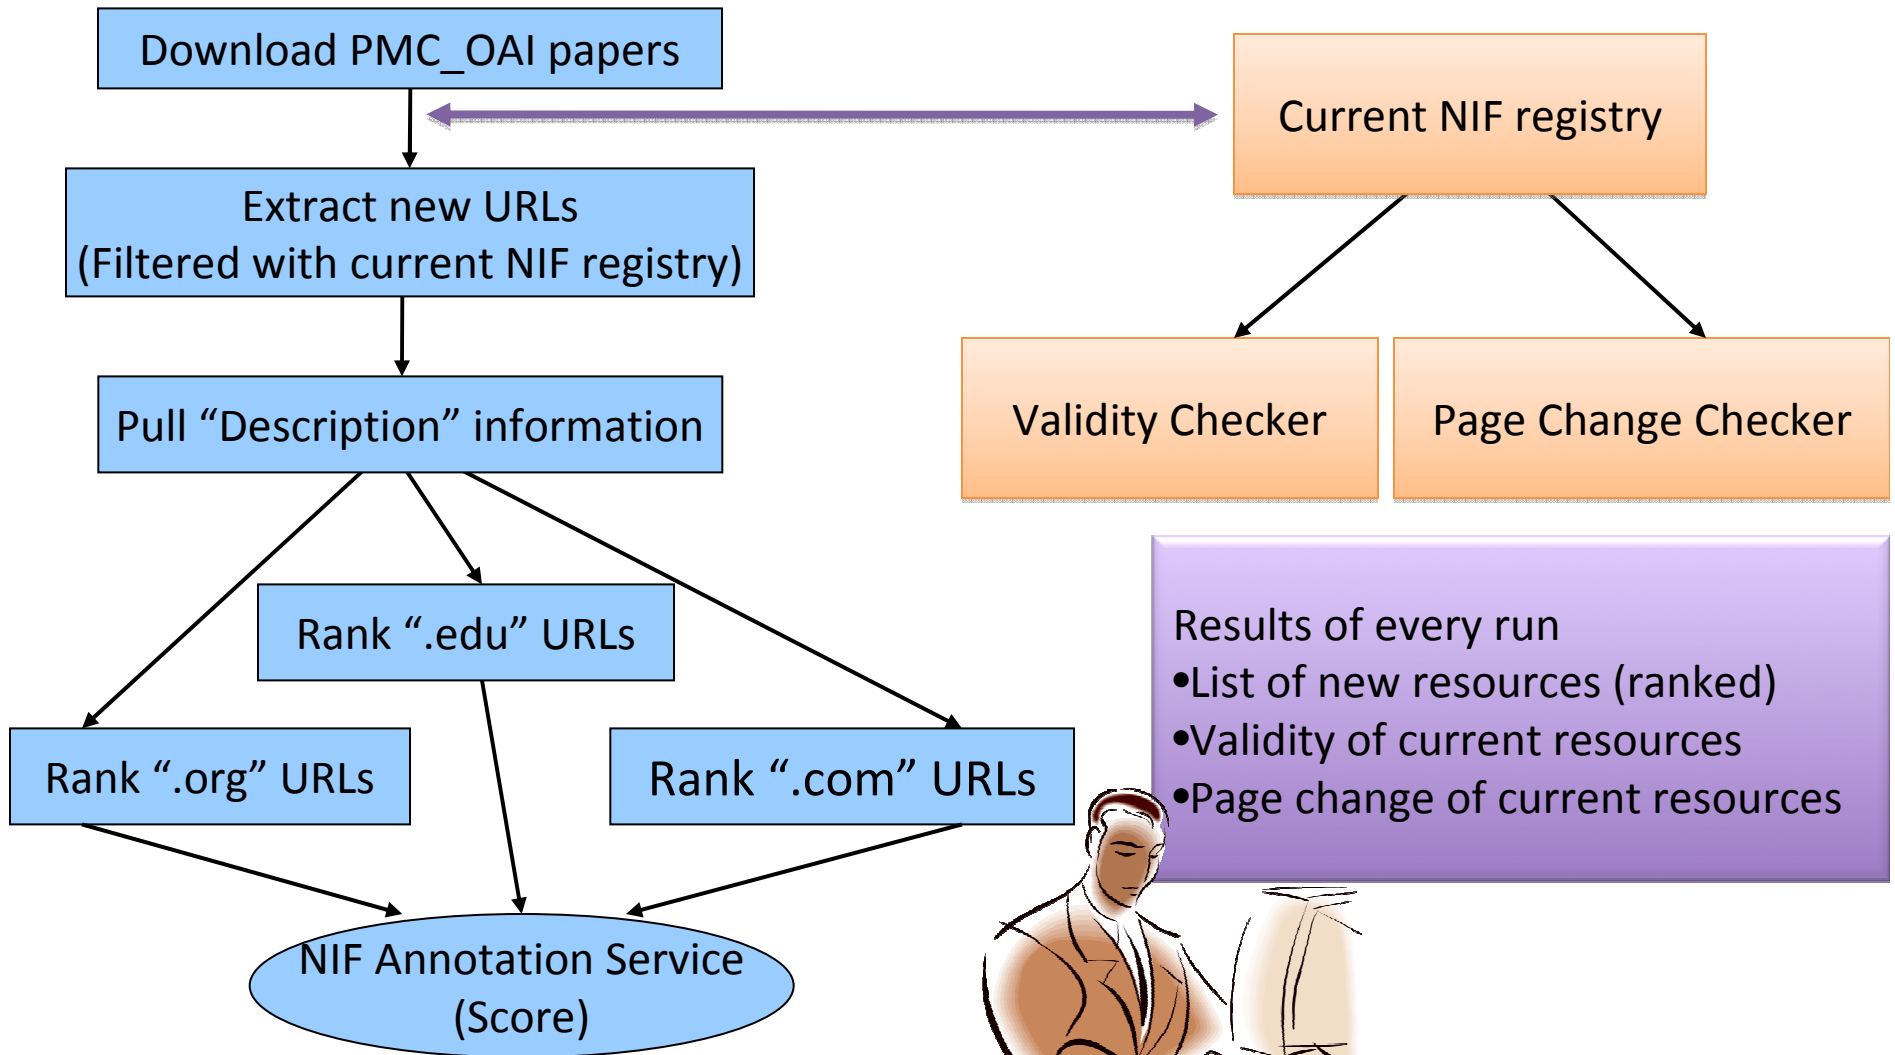 Download PMC_OAI papers
Current NIF registry
Extract new URLs
(Filtered with current NIF registry)
Pull “Description” information
Validity Checker
Page Change Checker
Rank “.edu” URLs
Rank “.org” URLs
Rank “.com” URLs
Results of every run
•List of new resources (ranked)
•Validity of current resources
•Page change of current resources
NIF Annotation Service
(Score)